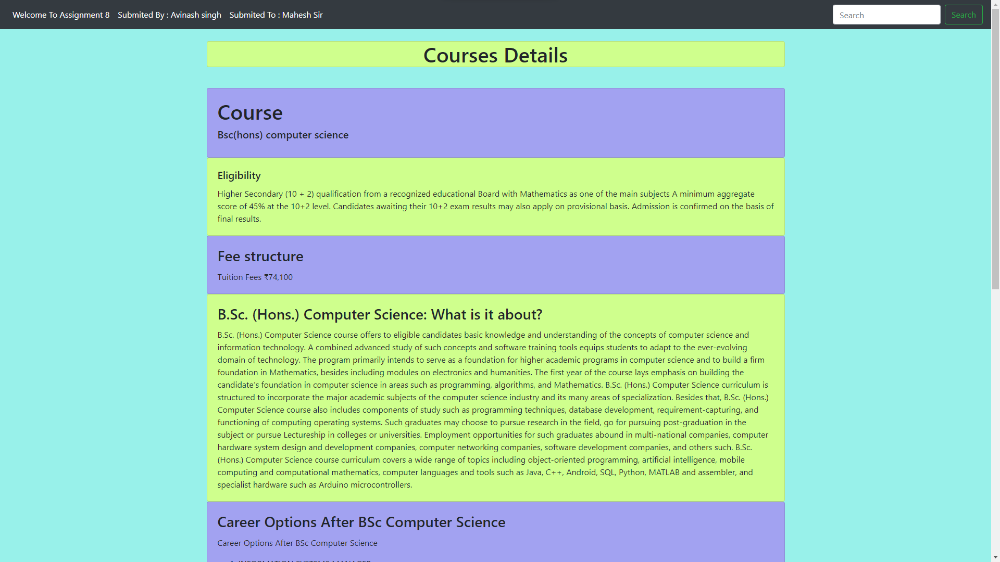 Welcome To Assignment 8 Submited By : Avinash singh Submited To : Mahesh Sir Search Search
Courses Details
Course
Bsc(hons) computer science
Eligibility
Higher Secondary (10 + 2) qualification from a recognized educational Board with Mathematics as one of the main subjects A minimum aggregate
score of 45% at the 10+2 level. Candidates awaiting their 10+2 exam results may also apply on provisional basis. Admission is confirmed on the basis of
final results.
Fee structure
Tuition Fees ₹74,100
B.Sc. (Hons.) Computer Science: What is it about?
B.Sc. (Hons.) Computer Science course offers to eligible candidates basic knowledge and understanding of the concepts of computer science and
information technology. A combined advanced study of such concepts and software training tools equips students to adapt to the ever-evolving
domain of technology. The program primarily intends to serve as a foundation for higher academic programs in computer science and to build a firm
foundation in Mathematics, besides including modules on electronics and humanities. The first year of the course lays emphasis on building the
candidate's foundation in computer science in areas such as programming, algorithms, and Mathematics. B.Sc. (Hons.) Computer Science curriculum is
structured to incorporate the major academic subjects of the computer science industry and its many areas of specialization. Besides that, B.Sc. (Hons.)
Computer Science course also includes components of study such as programming techniques, database development, requirement-capturing, and
functioning of computing operating systems. Such graduates may choose to pursue research in the field, go for pursuing post-graduation in the
subject or pursue Lectureship in colleges or universities. Employment opportunities for such graduates abound in multi-national companies, computer
hardware system design and development companies, computer networking companies, software development companies, and others such. B.Sc.
(Hons.) Computer Science course curriculum covers a wide range of topics including object-oriented programming, artificial intelligence, mobile
computing and computational mathematics, computer languages and tools such as Java, C++, Android, SQL, Python, MATLAB and assembler, and
specialist hardware such as Arduino microcontrollers.
Career Options After BSc Computer Science
Career Options After BSc Computer Science
1. INFORMATION SYSTEMS MANAGER